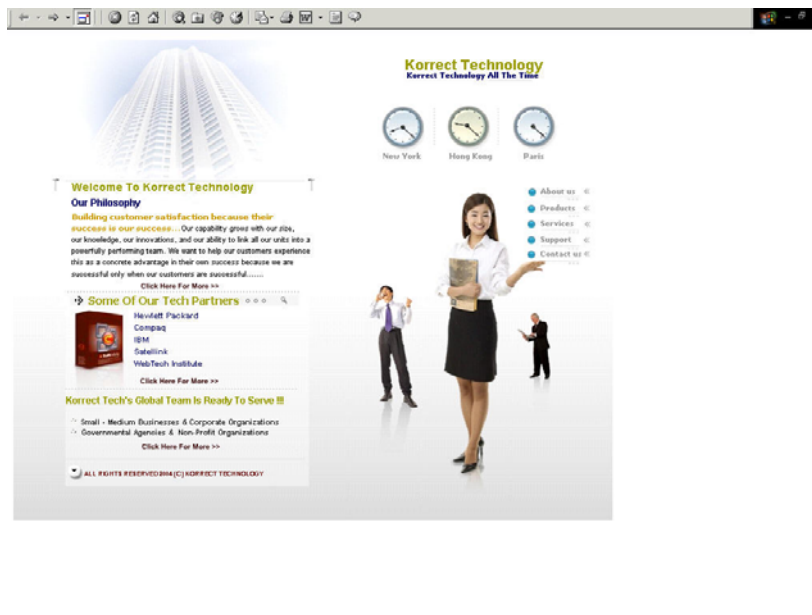 Korrect Technology
Korrect Technology All The Time
New York
Hong Kong
Paris
Welcome To Korrect Technology
Our Philosophy
Building customer satisfaction because their
success is our success... Our capability grows with our size,
our knowledge, our innovations, and our ability to link all our units into a
powerfully performing team. We want to help our customers experience
this as a concrete advantage in their own success because we are
successful only when our customers are successful.......
Click Here For More >>
Some Of Our Tech Partners
Hewlett Packard
Compaq
IBM
Satellink
WebTech Institute
Click Here For More >>
Korrect Tech's Global Team Is Ready To Serve !!!
Small - Medium Businesses & Corporate Organizations
Governmental Agencies & Non-Profit Organizations
Click Here For More >>
ALL RIGHTS RESERVED (C) KORRECT TECHNOLOGY
About us
Products
Services
Support
Contact us